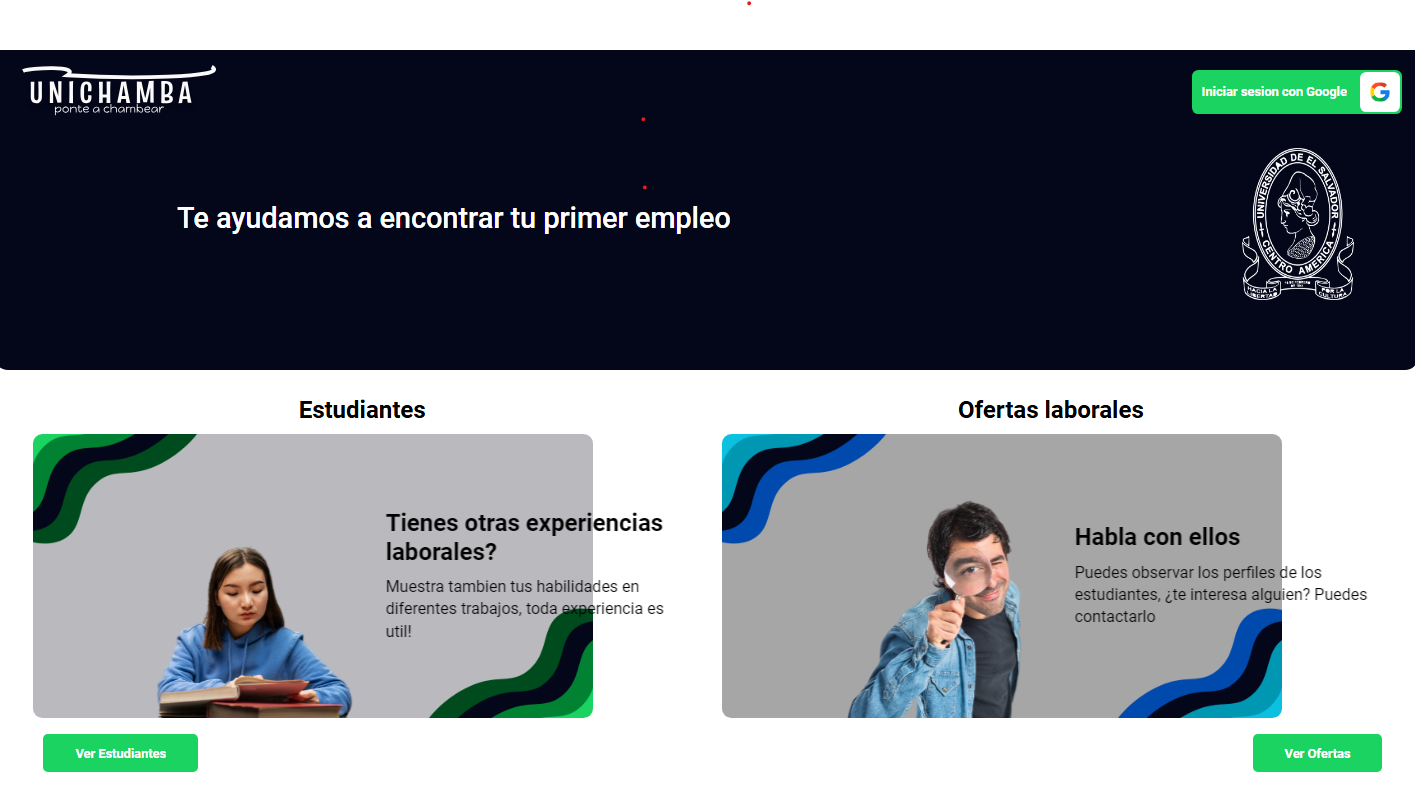 UNICHAMBA
ponte a chambear
Iniciar sesion con Google
UNIVERSIDAD DE EL SALVADOR
CENTRO AMERICA
HACIA LA
LIBERTAD
POR LA
CULTURA
Te ayudamos a encontrar tu primer empleo
Estudiantes
Tienes otras experiencias
laborales?
Muestra tambien tus habilidades en
diferentes trabajos, toda experiencia es
util!
Ver Estudiantes
Ofertas laborales
Habla con ellos
Puedes observar los perfiles de los
estudiantes, ¿te interesa alguien? Puedes
contactarlo
Ver Ofertas